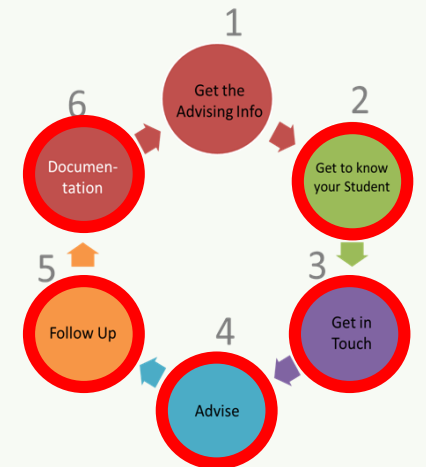 1
Get the
Advising Info
2
Get to know
your Student
3
Get in
Touch
4
Advise
5
Follow Up
6
Documen-
tation